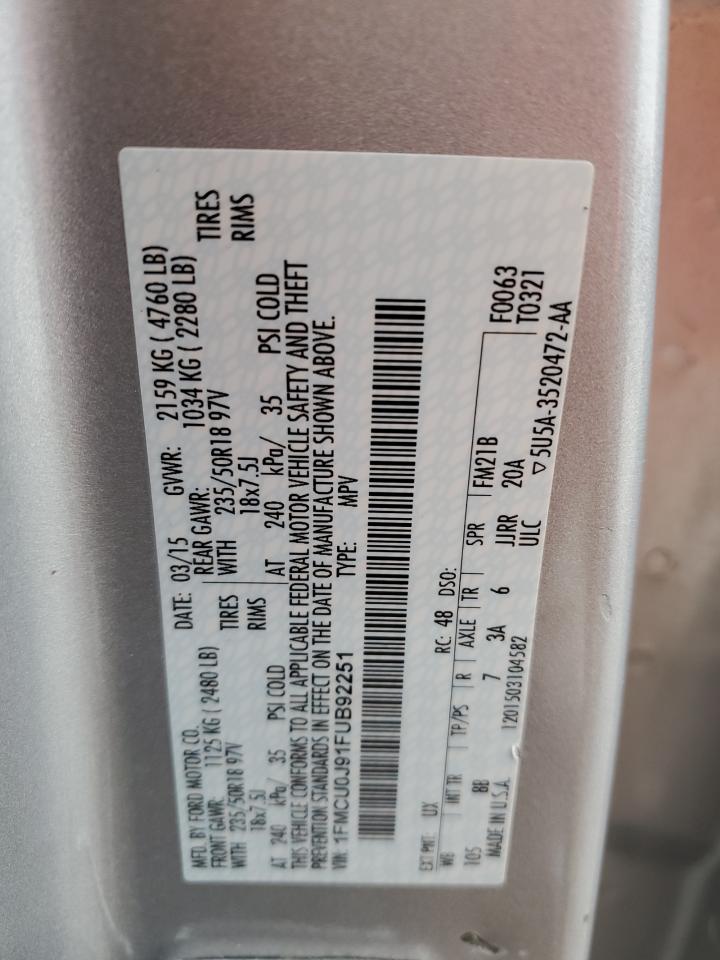 MFD. BY FORD MOTOR CO. DATE: 03/15 GVWR: 2159 KG ( 4760 LB)
FRONT GAWR: 1125 KG ( 2480 LB) REAR GAWR: 1034 KG ( 2280 LB)
WITH 235/50R18 97V TIRES WITH 235/50R18 97V TIRES
18x7.5J RIMS 18x7.5J RIMS
AT 240 kPa/ 35 PSI COLD AT 240 kPa/ 35 PSI COLD
THIS VEHICLE CONFORMS TO ALL APPLICABLE FEDERAL MOTOR VEHICLE SAFETY AND THEFT
PREVENTION STANDARDS IN EFFECT ON THE DATE OF MANUFACTURE SHOWN ABOVE.
VIN: 1FMCU0J91FUB92251 TYPE: MPV
EXT PNT: UX RC: 48 DSO:
WB INT TR TP/PS R AXLE TR SPR FM21B F0063
105 BB 7 3A 6 JJRR 20A T0321
MADE IN U.S.A. 1201503104582 ULC ▽5U5A-3520472-AA